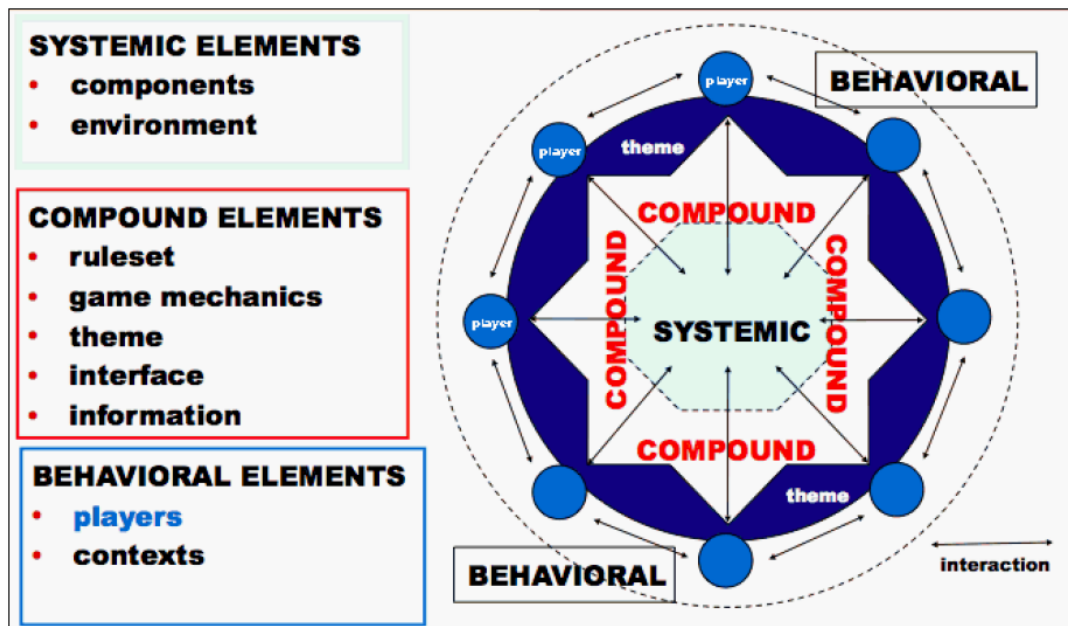 SYSTEMIC ELEMENTS
• components
• environment
COMPOUND ELEMENTS
• ruleset
• game mechanics
• theme
• interface
• information
BEHAVIORAL ELEMENTS
• players
• contexts
player
BEHAVIORAL
player
theme
COMPOUND
COMPOUND
COMPOUND
player
SYSTEMIC
COMPOUND
theme
BEHAVIORAL
interaction